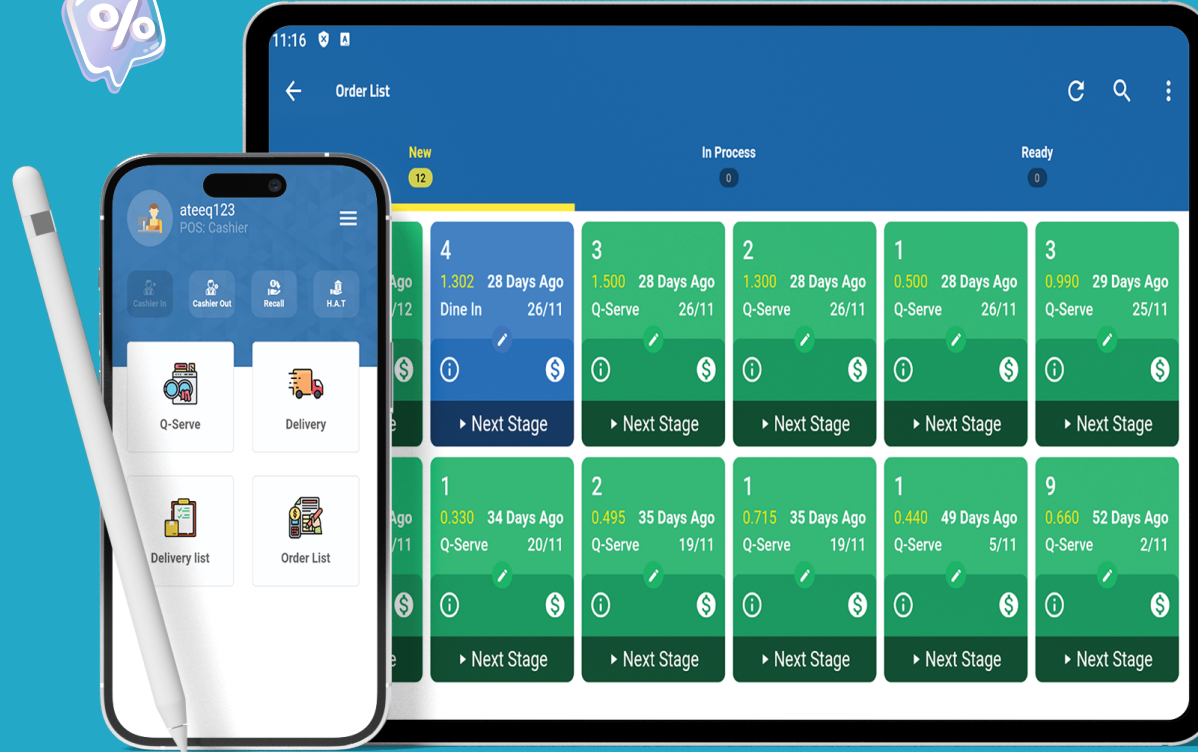 %
11:16
Order List
New
12
In Process
0
Ready
0
ateeq123
POS: Cashier
Cashier In
Cashier Out
Recall
H.A.T
Q-Serve
Delivery
Delivery list
Order List
Ago
/12
e
4
1.302 28 Days Ago
Dine In 26/11
Next Stage
3
1.500 28 Days Ago
Q-Serve 26/11
Next Stage
2
1.300 28 Days Ago
Q-Serve 26/11
Next Stage
1
0.500 28 Days Ago
Q-Serve 26/11
Next Stage
3
0.990 29 Days Ago
Q-Serve 25/11
Next Stage
Ago
/11
e
1
0.330 34 Days Ago
Q-Serve 20/11
Next Stage
2
0.495 35 Days Ago
Q-Serve 19/11
Next Stage
1
0.715 35 Days Ago
Q-Serve 19/11
Next Stage
1
0.440 49 Days Ago
Q-Serve 5/11
Next Stage
9
0.660 52 Days Ago
Q-Serve 2/11
Next Stage